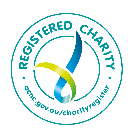 REGISTERED CHARITY
acnc.gov.au/charityregister